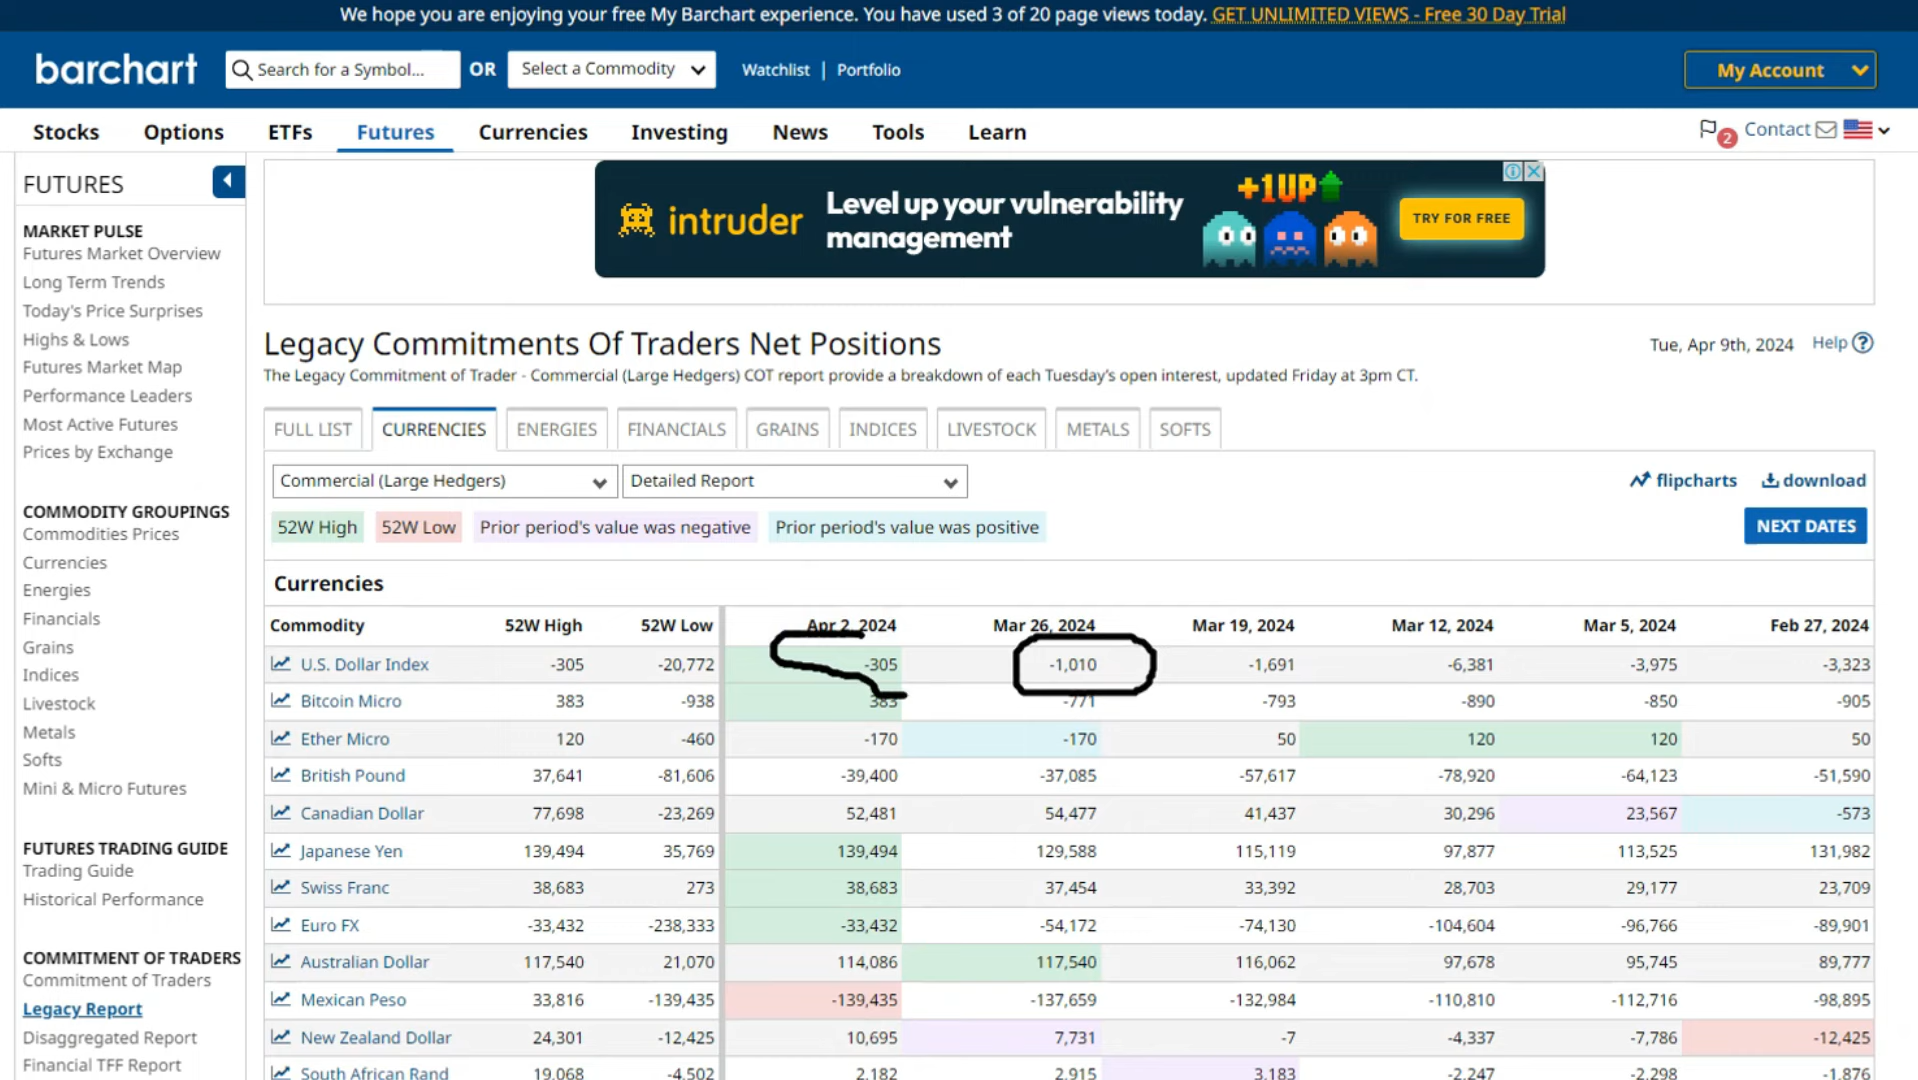 We hope you are enjoying your free My Barchart experience. You have used 3 of 20 page views today. GET UNLIMITED VIEWS - Free 30 Day Trial
barchart Search for a Symbol... OR Select a Commodity Watchlist | Portfolio My Account
Stocks Options ETFs Futures Currencies Investing News Tools Learn 2 Contact
FUTURES
MARKET PULSE
Futures Market Overview
Long Term Trends
Today's Price Surprises
Highs & Lows
Futures Market Map
Performance Leaders
Most Active Futures
Prices by Exchange
COMMODITY GROUPINGS
Commodities Prices
Currencies
Energies
Financials
Grains
Indices
Livestock
Metals
Softs
Mini & Micro Futures
FUTURES TRADING GUIDE
Trading Guide
Historical Performance
COMMITMENT OF TRADERS
Commitment of Traders
Legacy Report
Disaggregated Report
Financial TFF Report
intruder
Level up your vulnerability
management
+1UP
TRY FOR FREE
Legacy Commitments Of Traders Net Positions
Tue, Apr 9th, 2024 Help
The Legacy Commitment of Trader - Commercial (Large Hedgers) COT report provide a breakdown of each Tuesday's open interest, updated Friday at 3pm CT.
FULL LIST CURRENCIES ENERGIES FINANCIALS GRAINS INDICES LIVESTOCK METALS SOFTS
Commercial (Large Hedgers) Detailed Report flipcharts download
52W High 52W Low Prior period's value was negative Prior period's value was positive NEXT DATES
Currencies
Commodity 52W High 52W Low Apr 2, 2024 Mar 26, 2024 Mar 19, 2024 Mar 12, 2024 Mar 5, 2024 Feb 27, 2024
U.S. Dollar Index -305 -20,772 -305 -1,010 -1,691 -6,381 -3,975 -3,323
Bitcoin Micro 383 -938 383 -771 -793 -890 -850 -905
Ether Micro 120 -460 -170 -170 50 120 120 50
British Pound 37,641 -81,606 -39,400 -37,085 -57,617 -78,920 -64,123 -51,590
Canadian Dollar 77,698 -23,269 52,481 54,477 41,437 30,296 23,567 -573
Japanese Yen 139,494 35,769 139,494 129,588 115,119 97,877 113,525 131,982
Swiss Franc 38,683 273 38,683 37,454 33,392 28,703 29,177 23,709
Euro FX -33,432 -238,333 -33,432 -54,172 -74,130 -104,604 -96,766 -89,901
Australian Dollar 117,540 21,070 114,086 117,540 116,062 97,678 95,745 89,777
Mexican Peso 33,816 -139,435 -139,435 -137,659 -132,984 -110,810 -112,716 -98,895
New Zealand Dollar 24,301 -12,425 10,695 7,731 -7 -4,337 -7,786 -12,425
South African Rand 19,068 -4,502 2,182 2,915 3,183 -2,247 -2,298 -1,876